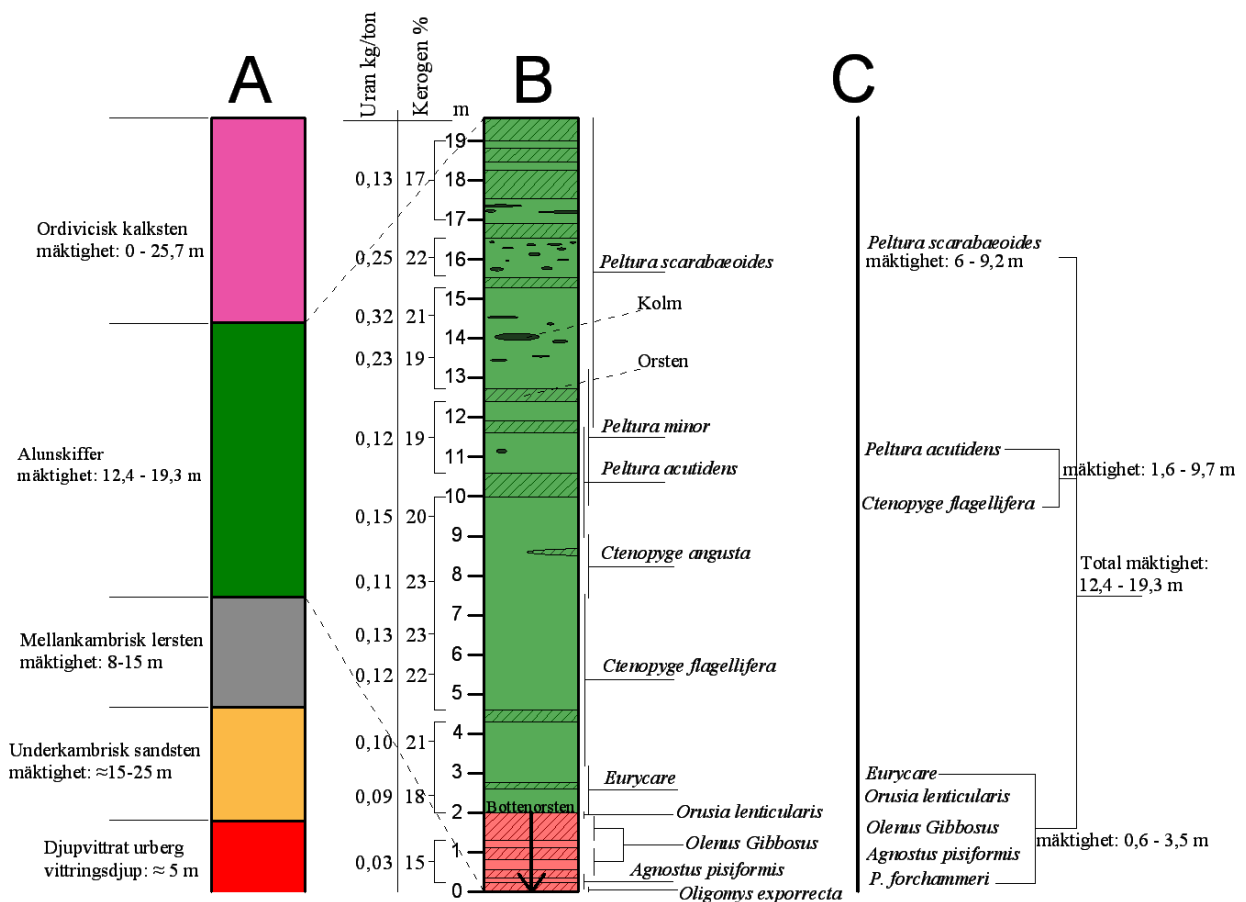 A
B
C
Uran kg/ton
Kerogen %
m
Ordivicisk kalksten
mäktighet: 0 - 25,7 m
Alunskiffer
mäktighet: 12,4 - 19,3 m
Mellankambrisk lersten
mäktighet: 8-15 m
Underkambrisk sandsten
mäktighet: ≈15-25 m
Djupvittrat urberg
vittringsdjup: ≈ 5 m
0,13 17
0,25 22
0,32 21
0,23 19
0,12 19
0,15 20
0,11 23
0,13 23
0,12 22
0,10 21
0,09 18
0,03 15
19
18
17
16
15
14
13
12
11
10
9
8
7
6
5
4
3
2
1
0
Bottenorsten
Peltura scarabaeoides
Kolm
Orsten
Peltura minor
Peltura acutidens
Ctenopyge angusta
Ctenopyge flagellifera
Eurycare
Orusia lenticularis
Olenus Gibbosus
Agnostus pisiformis
Oligomys exporrecta
Peltura scarabaeoides
mäktighet: 6 - 9,2 m
Peltura acutidens
mäktighet: 1,6 - 9,7 m
Ctenopyge flagellifera
Total mäktighet:
12,4 - 19,3 m
Eurycare
Orusia lenticularis
Olenus Gibbosus
mäktighet: 0,6 - 3,5 m
Agnostus pisiformis
P. forchammeri